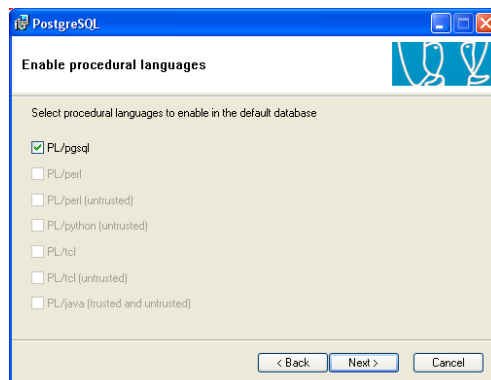 PostgreSQL
Enable procedural languages
Select procedural languages to enable in the default database
PL/pgsql
PL/perl
PL/perl (untrusted)
PL/python (untrusted)
PL/tcl
PL/tcl (untrusted)
PL/java (trusted and untrusted)
< Back Next > Cancel